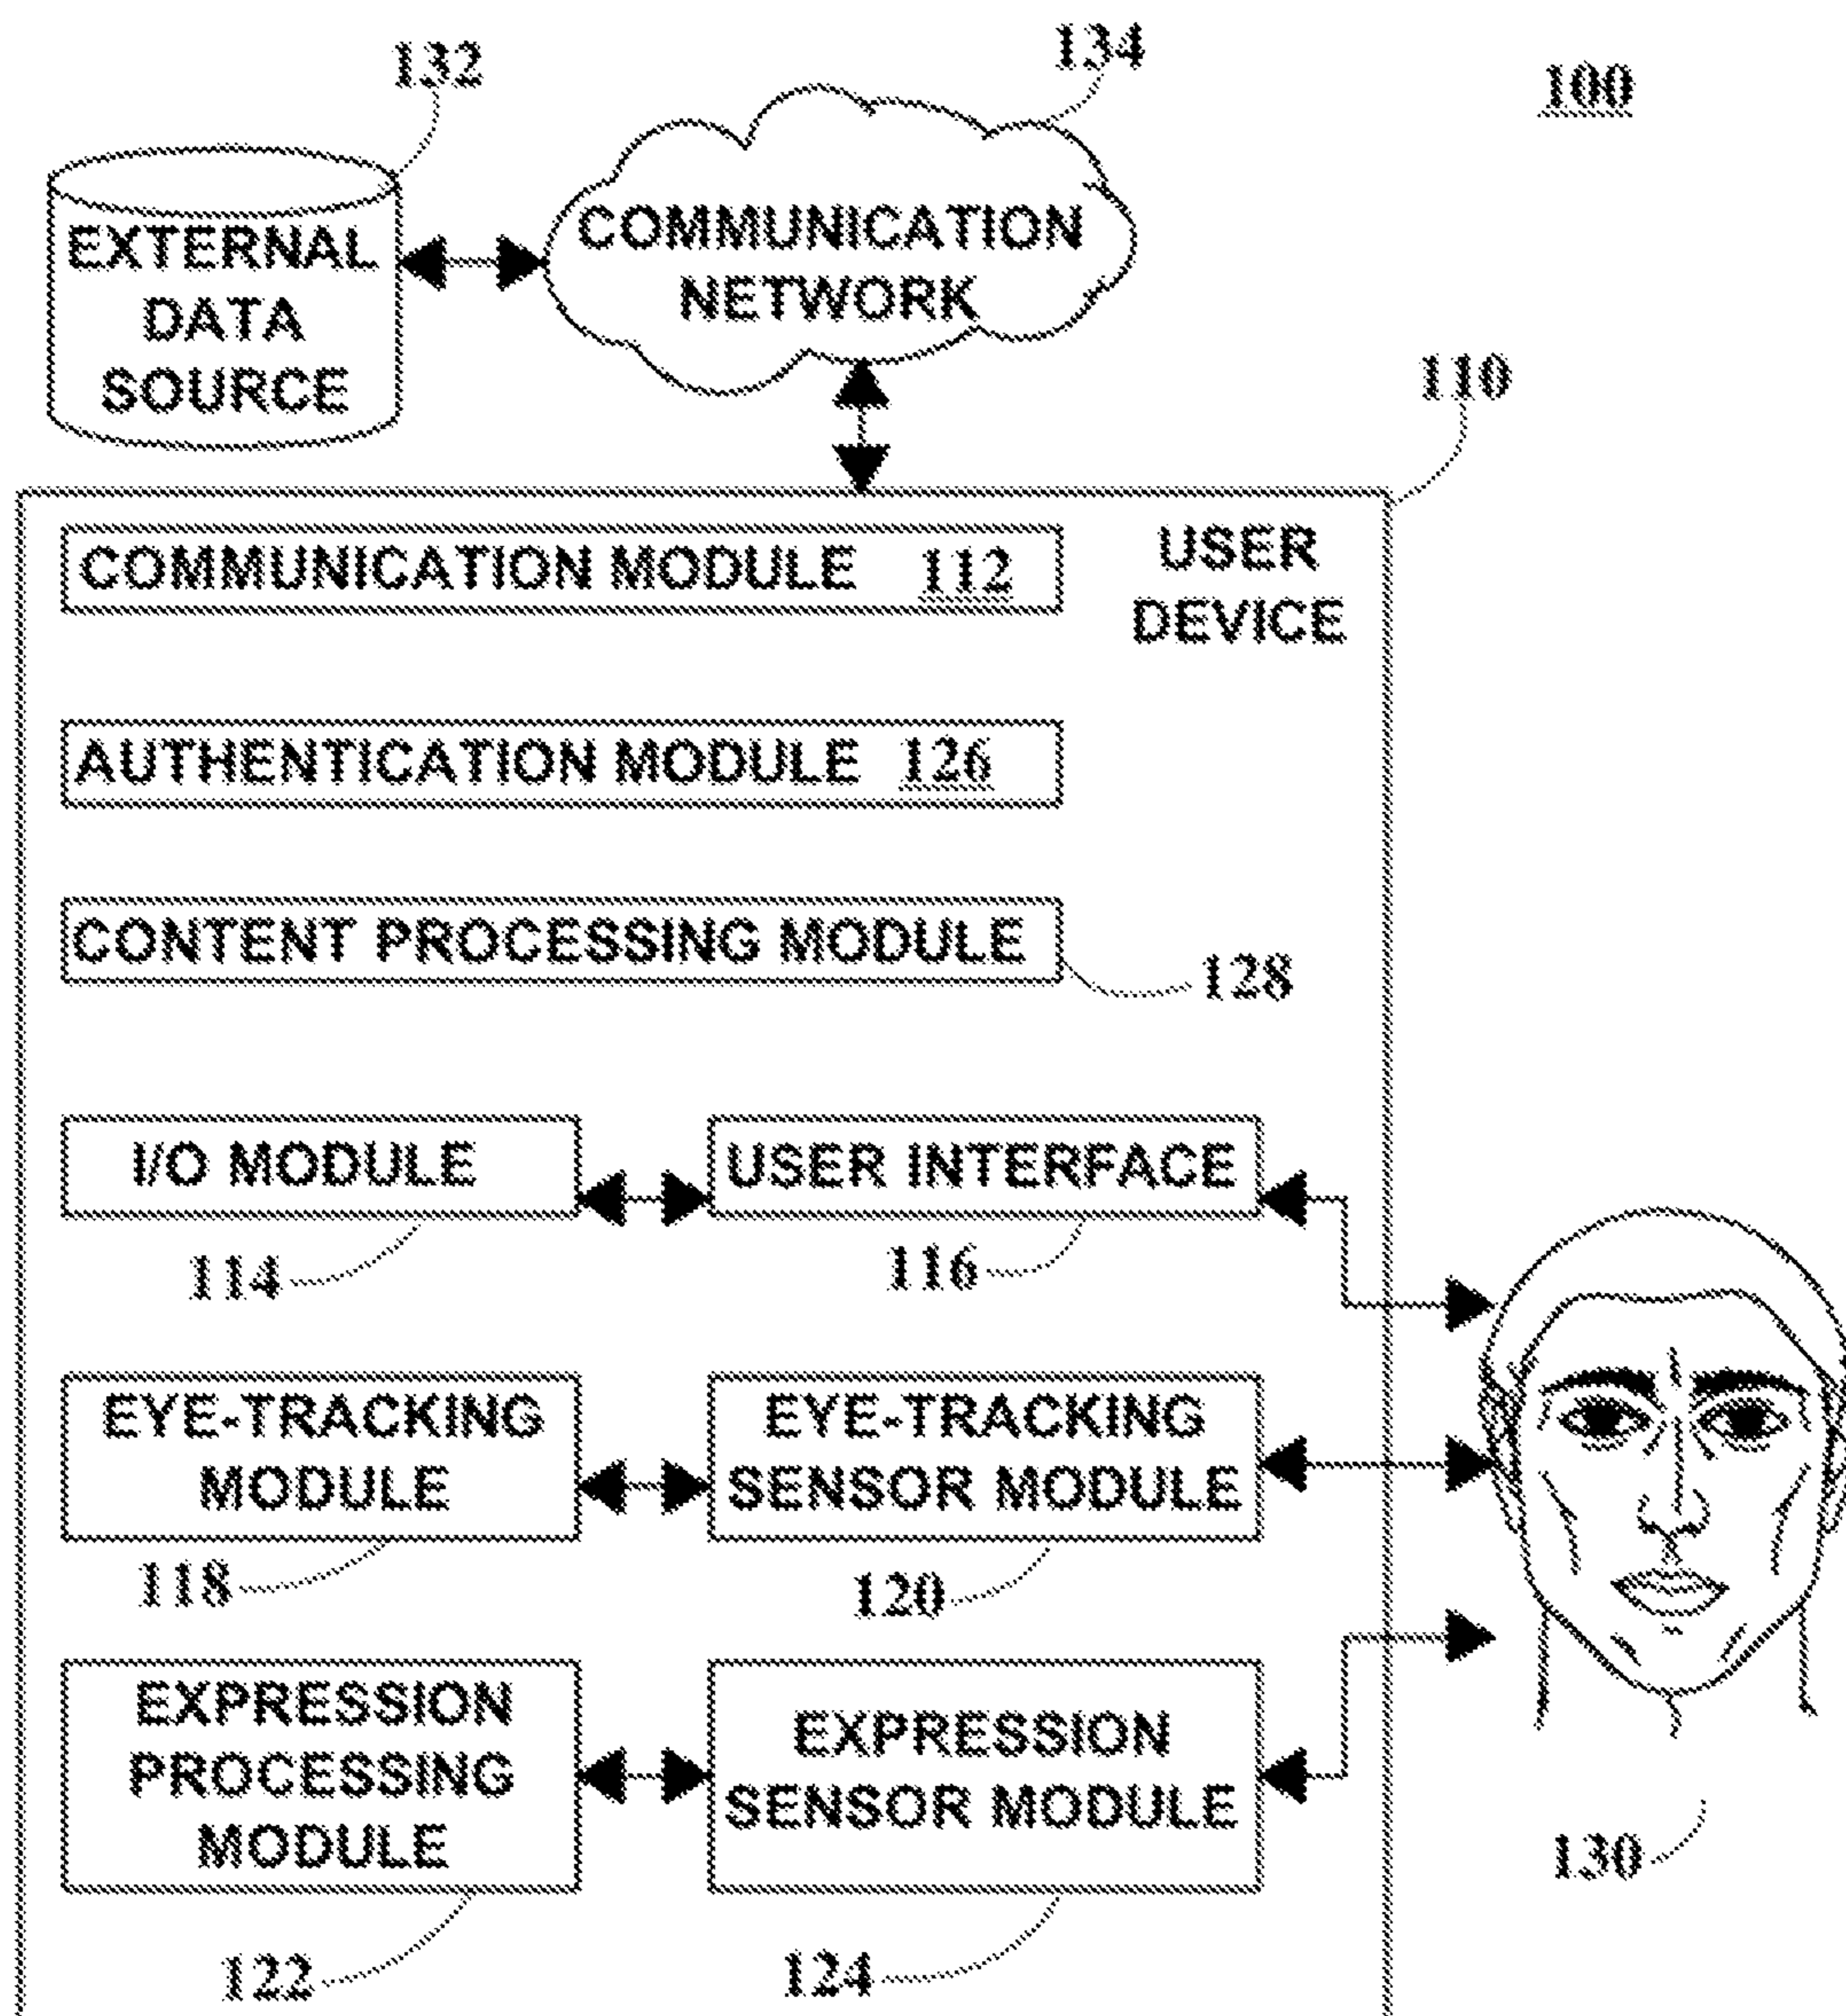 132
134
100
EXTERNAL
DATA
SOURCE
COMMUNICATION
NETWORK
110
COMMUNICATION MODULE 112
USER
DEVICE
AUTHENTICATION MODULE 126
CONTENT PROCESSING MODULE
128
I/O MODULE
USER INTERFACE
114
116
EYE-TRACKING
MODULE
EYE-TRACKING
SENSOR MODULE
118
120
EXPRESSION
PROCESSING
MODULE
EXPRESSION
SENSOR MODULE
130
122
124